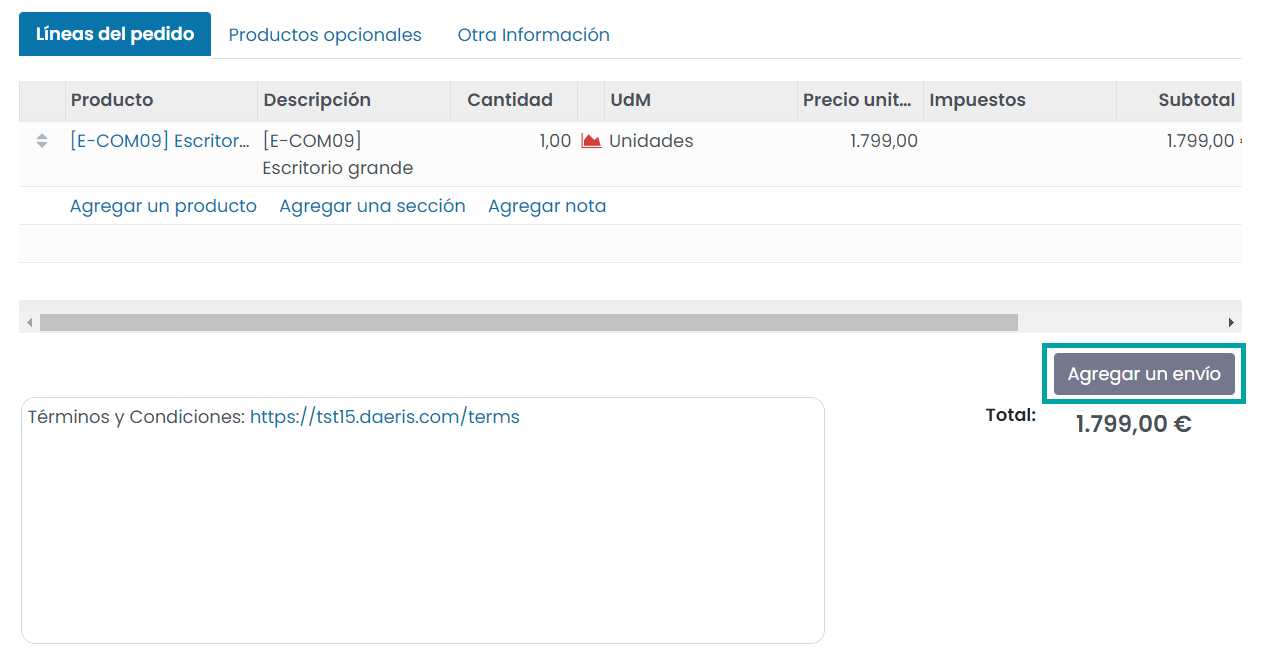 Líneas del pedido Productos opcionales Otra Información
Producto Descripción Cantidad UdM Precio unit... Impuestos Subtotal
[E-COM09] Escritor... [E-COM09] 1,00 Unidades 1.799,00 1.799,00
Escritorio grande
Agregar un producto Agregar una sección Agregar nota
Agregar un envío
Términos y Condiciones: https://tst15.daeris.com/terms
Total: 1.799,00 €